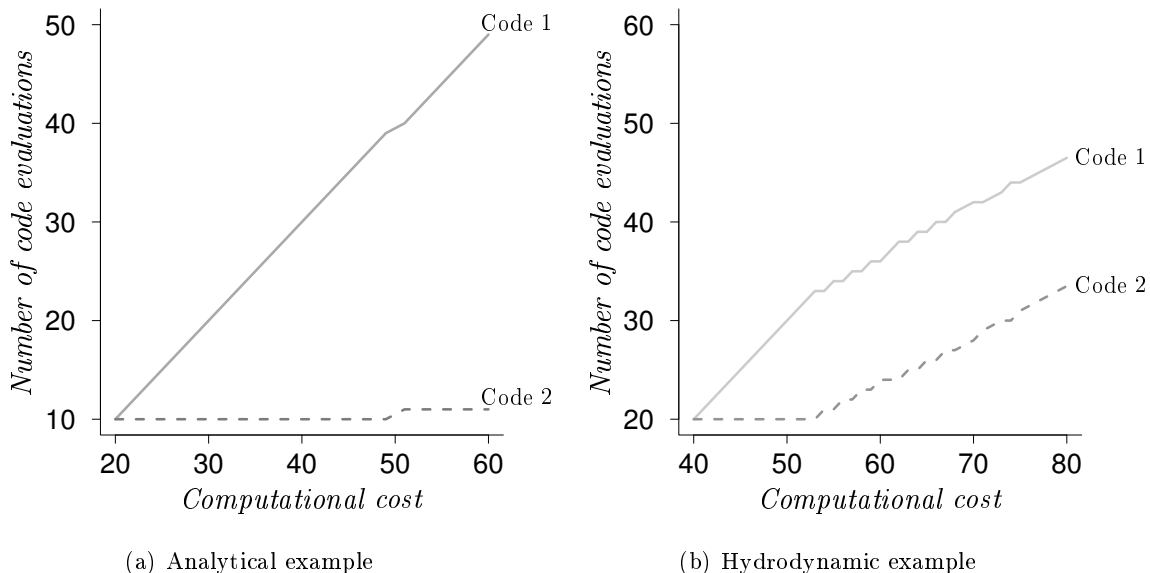 Number of code evaluations
50
40
30
20
10
Code 1
Code 2
20 30 40 50 60
Computational cost
(a) Analytical example
Number of code evaluations
60
50
40
30
20
Code 1
Code 2
40 50 60 70 80
Computational cost
(b) Hydrodynamic example